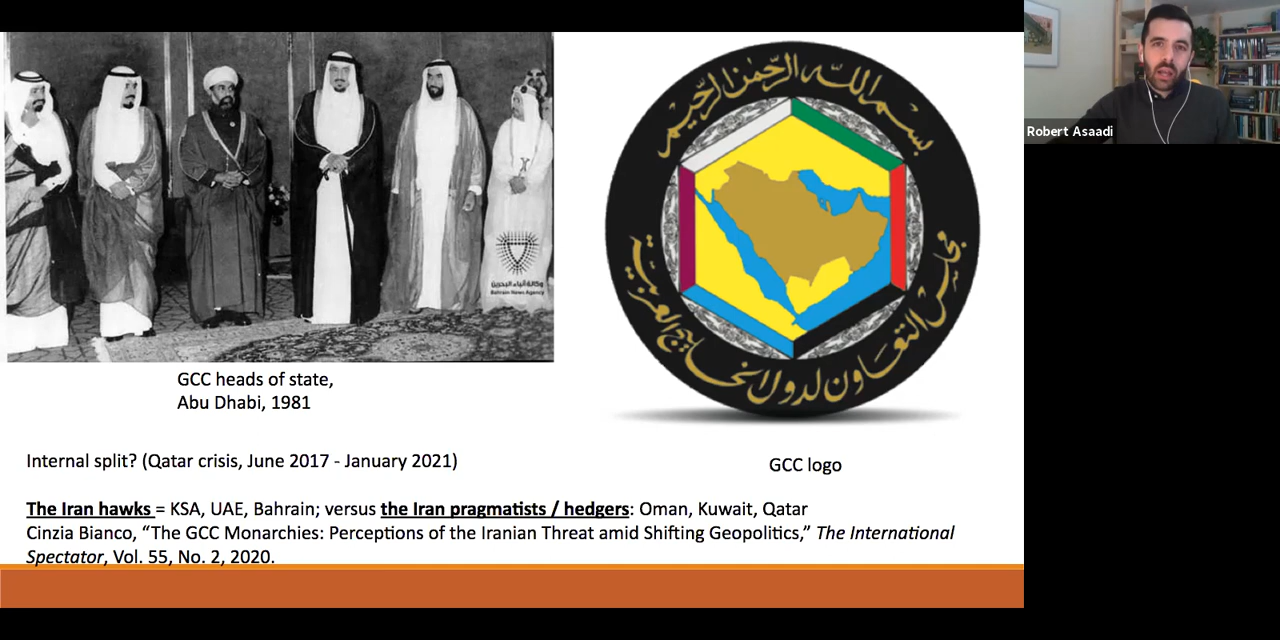 وكالة أنباء البحرين
Bahrain News Agency
بسم الله الرحمن الرحيم
مجلس التعاون لدول الخليج العربية
Robert Asaadi
GCC heads of state,
Abu Dhabi, 1981
Internal split? (Qatar crisis, June 2017 - January 2021)
GCC logo
The Iran hawks = KSA, UAE, Bahrain; versus the Iran pragmatists / hedgers: Oman, Kuwait, Qatar
Cinzia Bianco, “The GCC Monarchies: Perceptions of the Iranian Threat amid Shifting Geopolitics,” The International
Spectator, Vol. 55, No. 2, 2020.